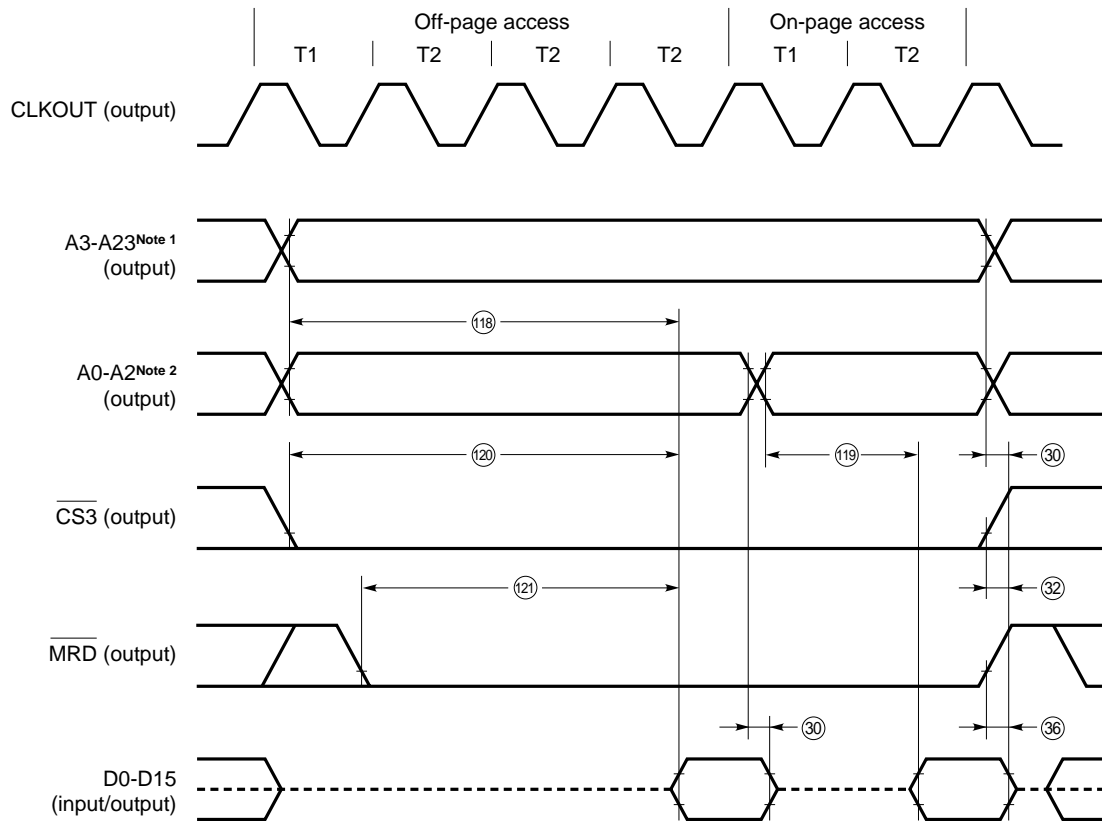 Off-page access
On-page access
T1
T2
T2
T2
T1
T2
CLKOUT (output)
A3-A23Note 1
(output)
118
A0-A2Note 2
(output)
120
119
30
CS3 (output)
121
32
MRD (output)
30
36
D0-D15
(input/output)